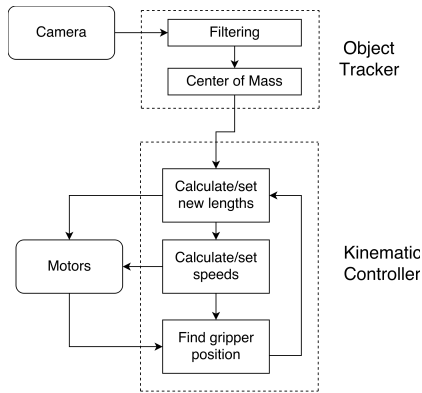 Camera
Filtering
Center of Mass
Object
Tracker
Calculate/set
new lengths
Motors
Calculate/set
speeds
Find gripper
position
Kinematic
Controller